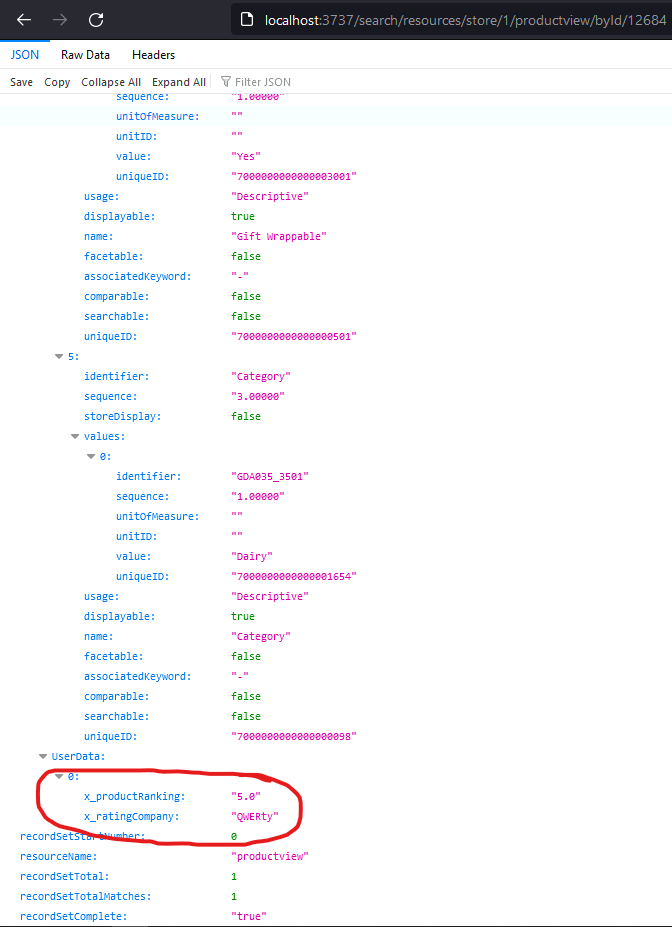 localhost:3737/search/resources/store/1/productview/byId/12684
JSON Raw Data Headers
Save Copy Collapse All Expand All Filter JSON
sequence: "1.00000"
unitOfMeasure: ""
unitID: ""
value: "Yes"
uniqueID: "7000000000000003001"
usage: "Descriptive"
displayable: true
name: "Gift Wrappable"
facetable: false
associatedKeyword: "-"
comparable: false
searchable: false
uniqueID: "7000000000000000501"
5:
identifier: "Category"
sequence: "3.00000"
storeDisplay: false
values:
0:
identifier: "GDA035_3501"
sequence: "1.00000"
unitOfMeasure: ""
unitID: ""
value: "Dairy"
uniqueID: "7000000000000001654"
usage: "Descriptive"
displayable: true
name: "Category"
facetable: false
associatedKeyword: "-"
comparable: false
searchable: false
uniqueID: "7000000000000000098"
UserData:
0:
x_productRanking: "5.0"
x_ratingCompany: "QWERty"
recordSetStartNumber: 0
resourceName: "productview"
recordSetTotal: 1
recordSetTotalMatches: 1
recordSetComplete: "true"